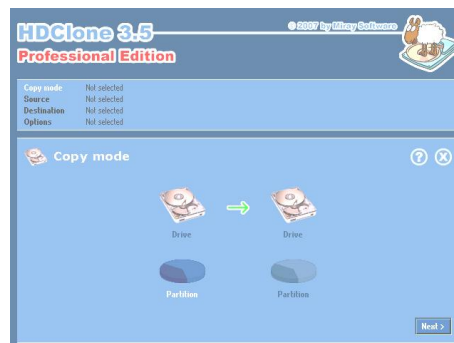 HDClone 3.5
© 2007 by Miray Software
Professional Edition
Copy mode Not selected
Source Not selected
Destination Not selected
Options Not selected
Copy mode
? X
Drive Drive
Partition Partition
Next >